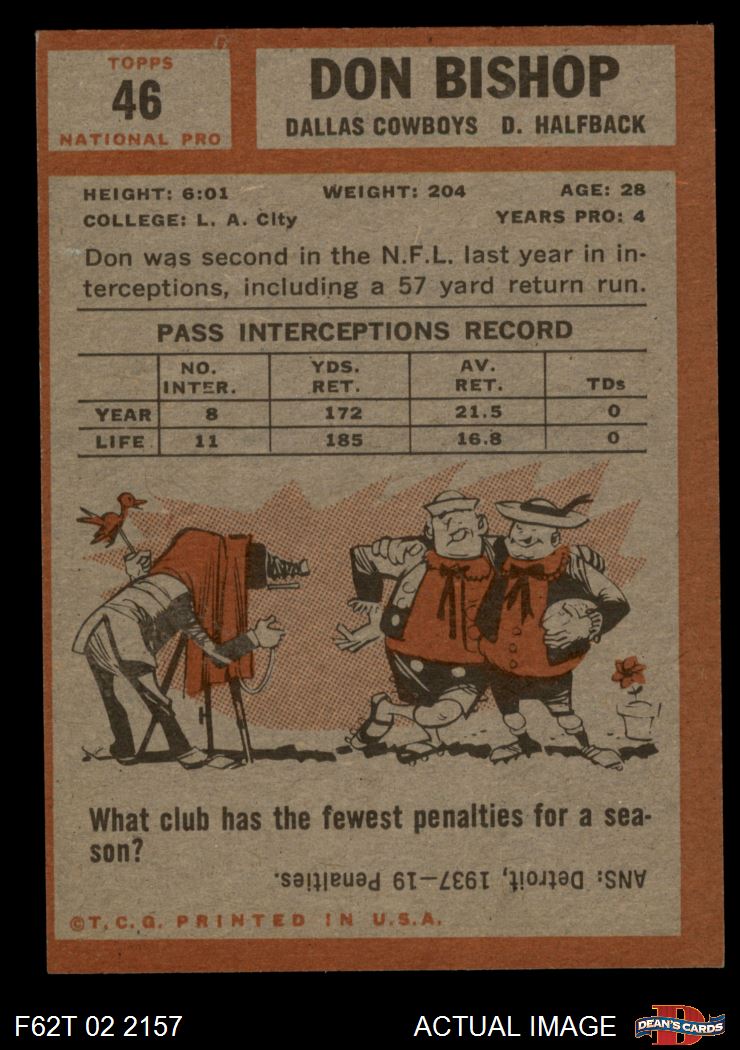 TOPPS
46
NATIONAL PRO
DON BISHOP
DALLAS COWBOYS D. HALFBACK
HEIGHT: 6:01 WEIGHT: 204 AGE: 28
COLLEGE: L. A. City YEARS PRO: 4
Don was second in the N.F.L. last year in in-
terceptions, including a 57 yard return run.
PASS INTERCEPTIONS RECORD
NO. INTER. YDS. RET. AV. RET. TDs
YEAR 8 172 21.5 0
LIFE 11 185 16.8 0
What club has the fewest penalties for a sea-
son?
ANS: Detroit, 1937—19 Penalties.
©T.C.G. PRINTED IN U.S.A.
F62T 02 2157 ACTUAL IMAGE
D
DEAN'S CARDS